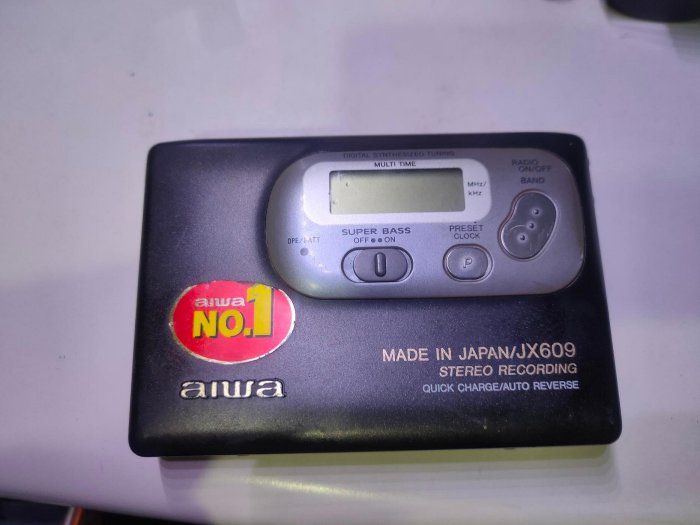 DIGITAL SYNTHESIZED TUNING
MULTI TIME
MHz/
kHz
RADIO
ON/OFF
BAND
OPE/BATT
SUPER BASS
OFF ●● ON
PRESET
CLOCK
P
aiwa
NO.1
aiwa
MADE IN JAPAN/JX609
STEREO RECORDING
QUICK CHARGE/AUTO REVERSE